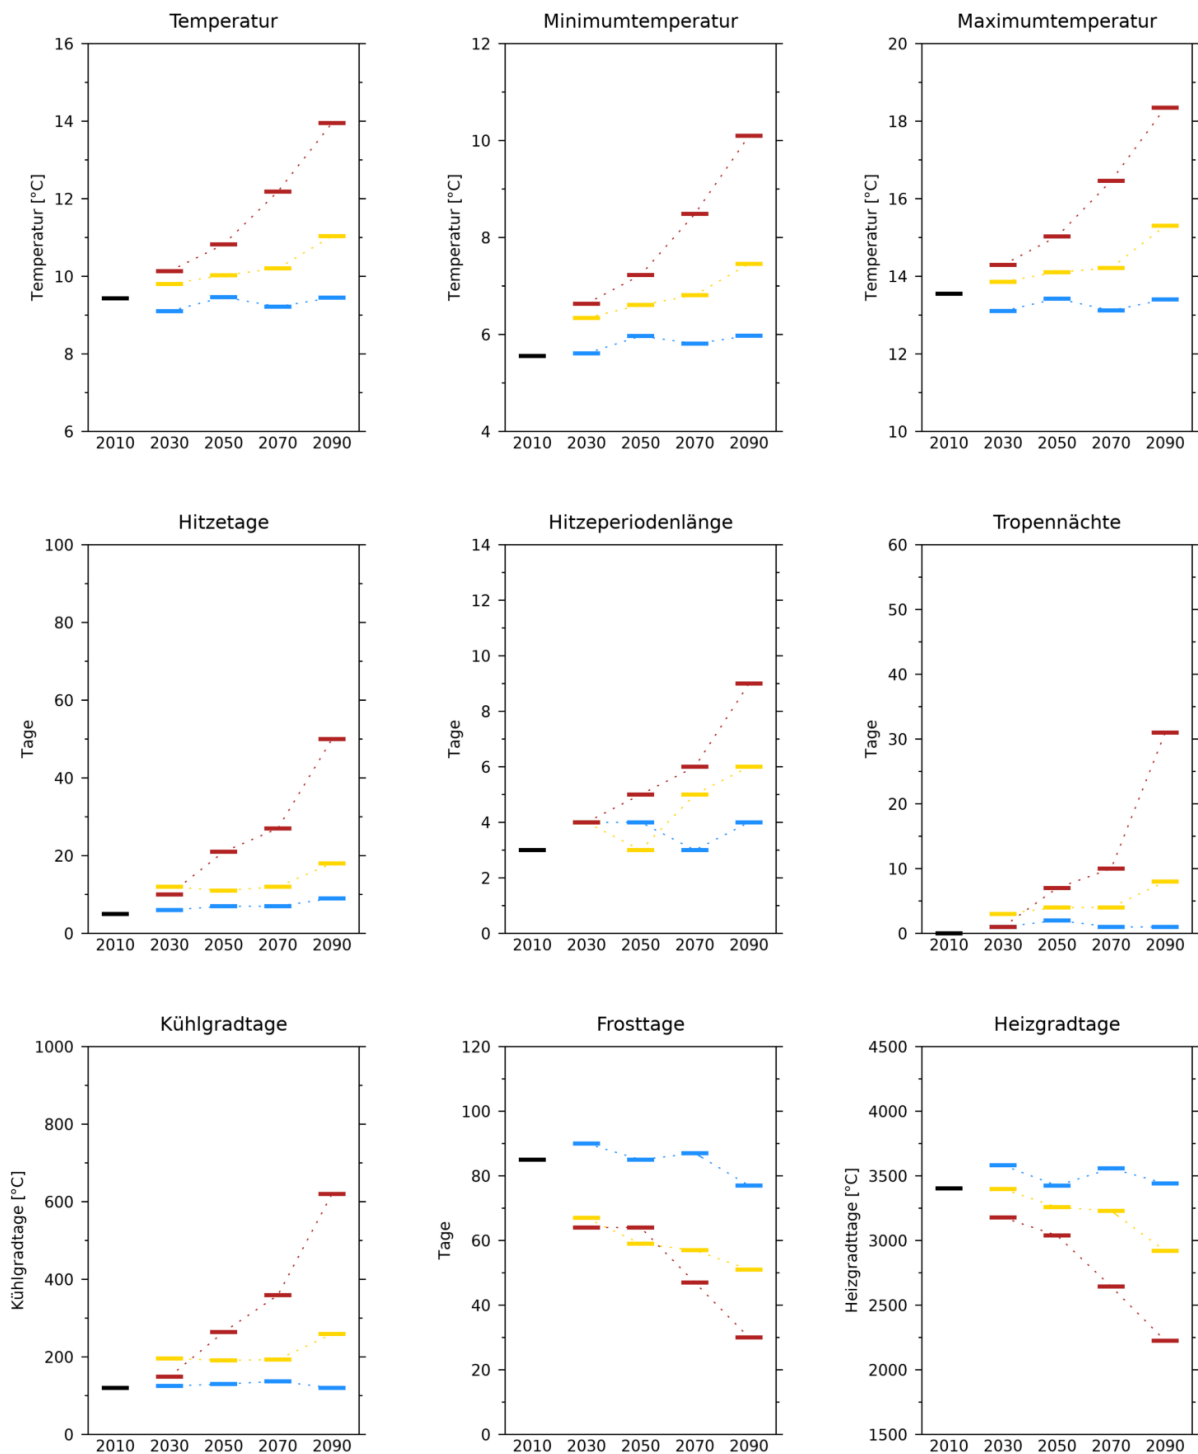 Temperatur
Temperatur [°C]
16
14
12
10
8
6
2010 2030 2050 2070 2090
Minimumtemperatur
Temperatur [°C]
12
10
8
6
4
2010 2030 2050 2070 2090
Maximumtemperatur
Temperatur [°C]
20
18
16
14
12
10
2010 2030 2050 2070 2090
Hitzetage
Tage
100
80
60
40
20
0
2010 2030 2050 2070 2090
Hitzeperiodenlänge
Tage
14
12
10
8
6
4
2
0
2010 2030 2050 2070 2090
Tropennächte
Tage
60
50
40
30
20
10
0
2010 2030 2050 2070 2090
Kühlgradtage
Kühlgradtage [°C]
1000
800
600
400
200
0
2010 2030 2050 2070 2090
Frosttage
Tage
120
100
80
60
40
20
0
2010 2030 2050 2070 2090
Heizgradtage
Heizgradttage [°C]
4500
4000
3500
3000
2500
2000
1500
2010 2030 2050 2070 2090